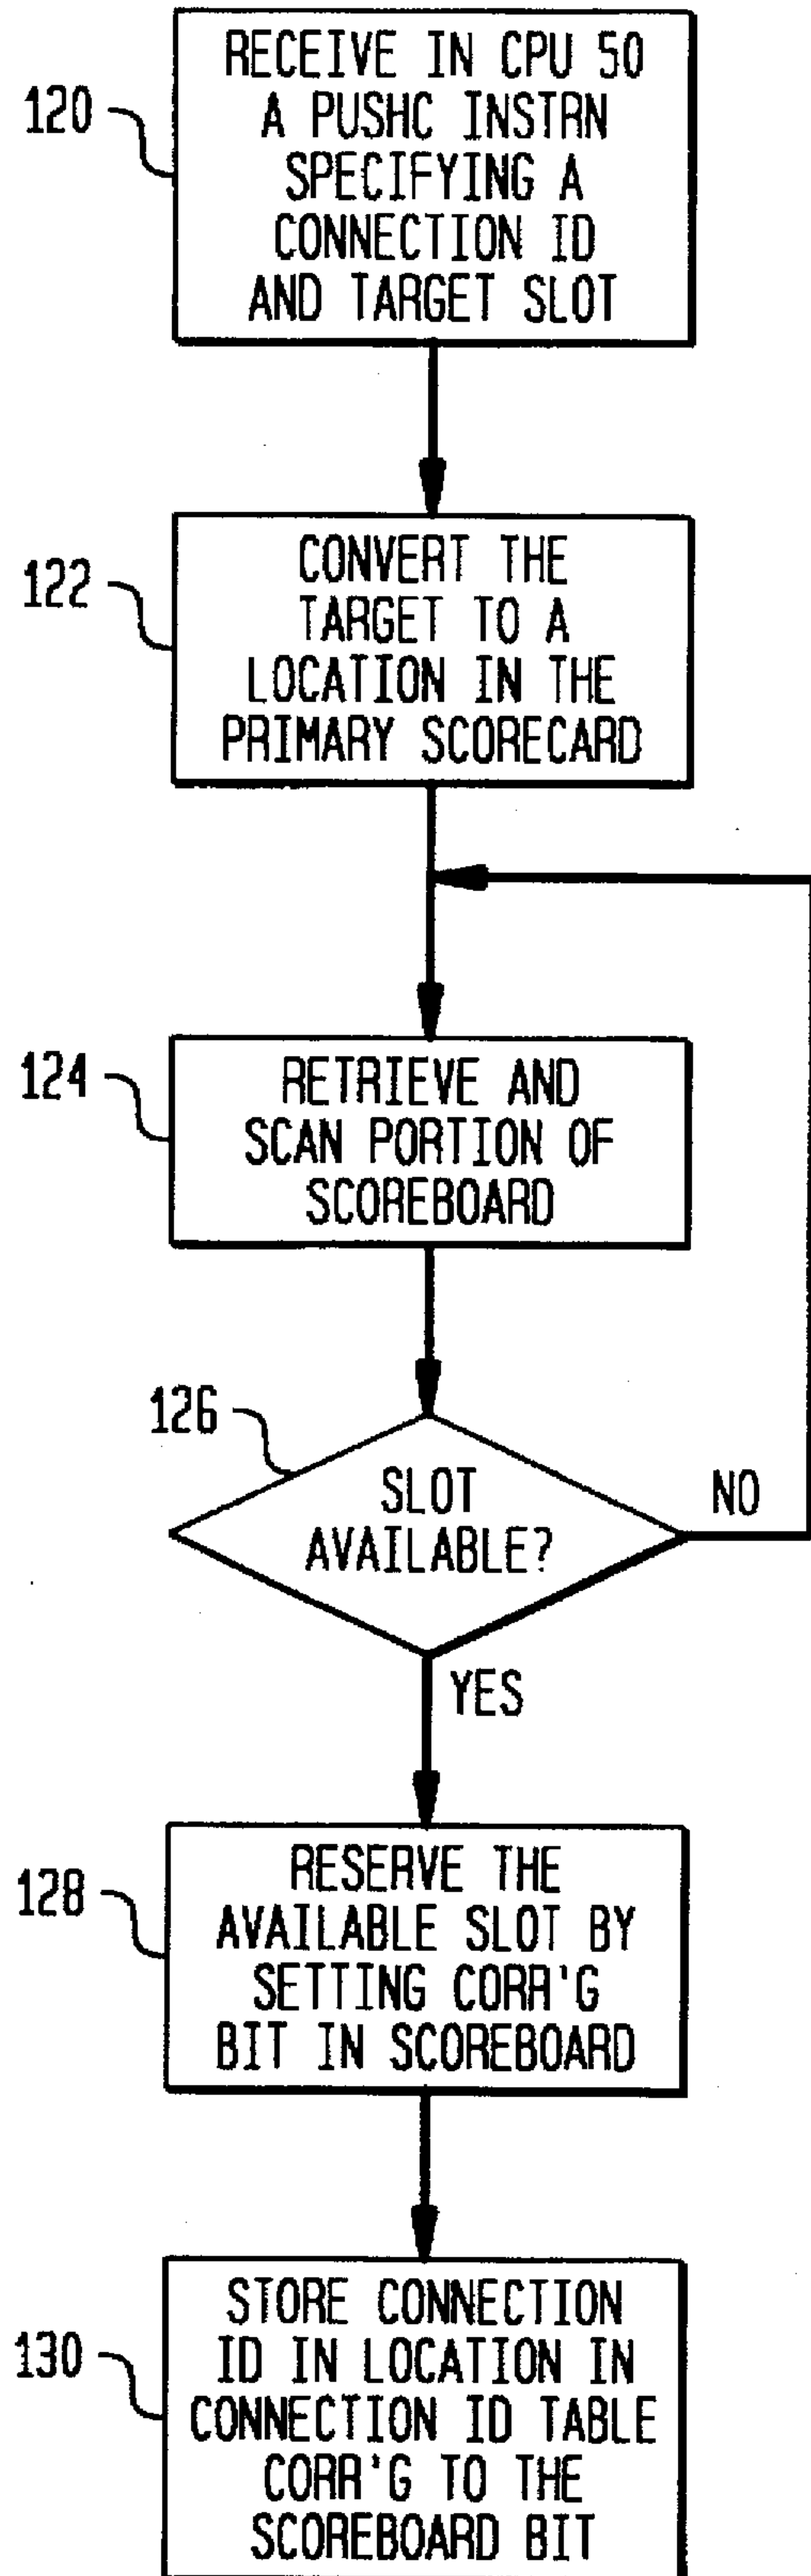 120
RECEIVE IN CPU 50
A PUSHC INSTRN
SPECIFYING A
CONNECTION ID
AND TARGET SLOT
122
CONVERT THE
TARGET TO A
LOCATION IN THE
PRIMARY SCORECARD
124
RETRIEVE AND
SCAN PORTION OF
SCOREBOARD
126
SLOT
AVAILABLE?
NO
YES
128
RESERVE THE
AVAILABLE SLOT BY
SETTING CORR'G
BIT IN SCOREBOARD
130
STORE CONNECTION
ID IN LOCATION IN
CONNECTION ID TABLE
CORR'G TO THE
SCOREBOARD BIT